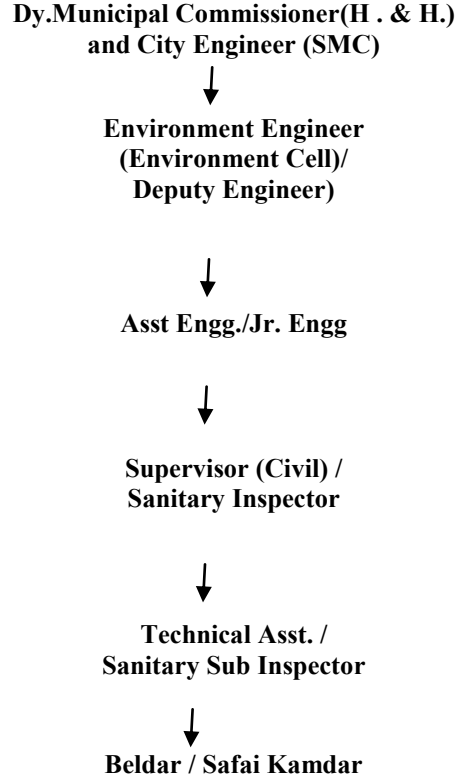 Dy.Municipal Commissioner(H . & H.)
and City Engineer (SMC)
Environment Engineer
(Environment Cell)/
Deputy Engineer)
Asst Engg./Jr. Engg
Supervisor (Civil) /
Sanitary Inspector
Technical Asst. /
Sanitary Sub Inspector
Beldar / Safai Kamdar